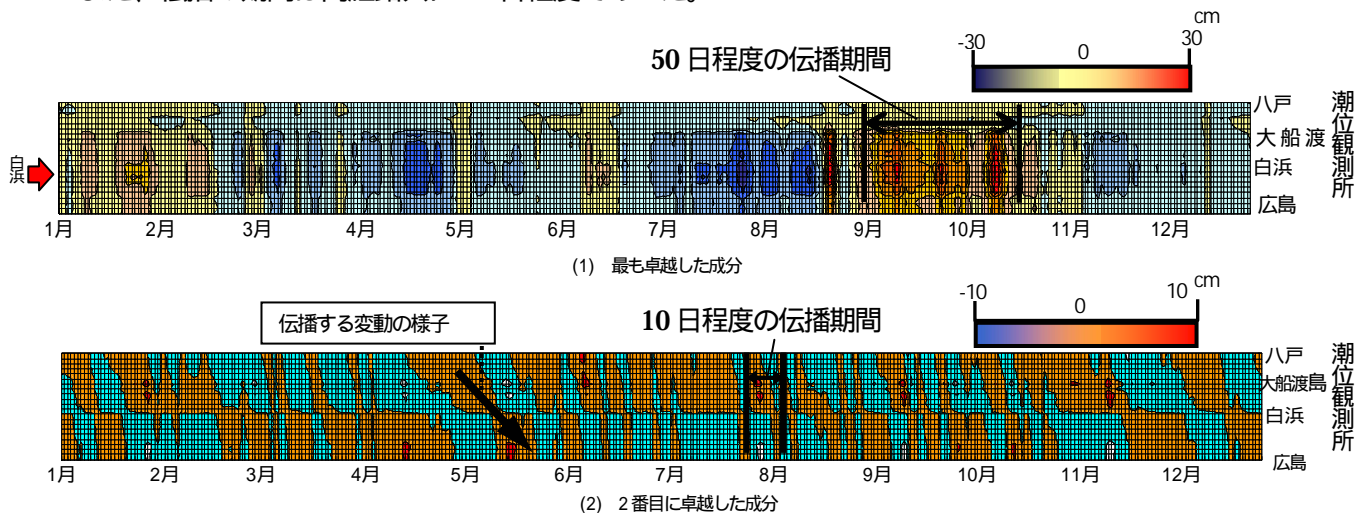 cm
-30 0 30
50 日程度の伝播期間
八戸
大船渡
白浜
広島
潮位観測所
白浜
1月 2月 3月 4月 5月 6月 7月 8月 9月 10月 11月 12月
(1) 最も卓越した成分
cm
-10 0 10
伝播する変動の様子
10 日程度の伝播期間
八戸
大船渡島
白浜
広島
潮位観測所
1月 2月 3月 4月 5月 6月 7月 8月 9月 10月 11月 12月
(2) 2番目に卓越した成分